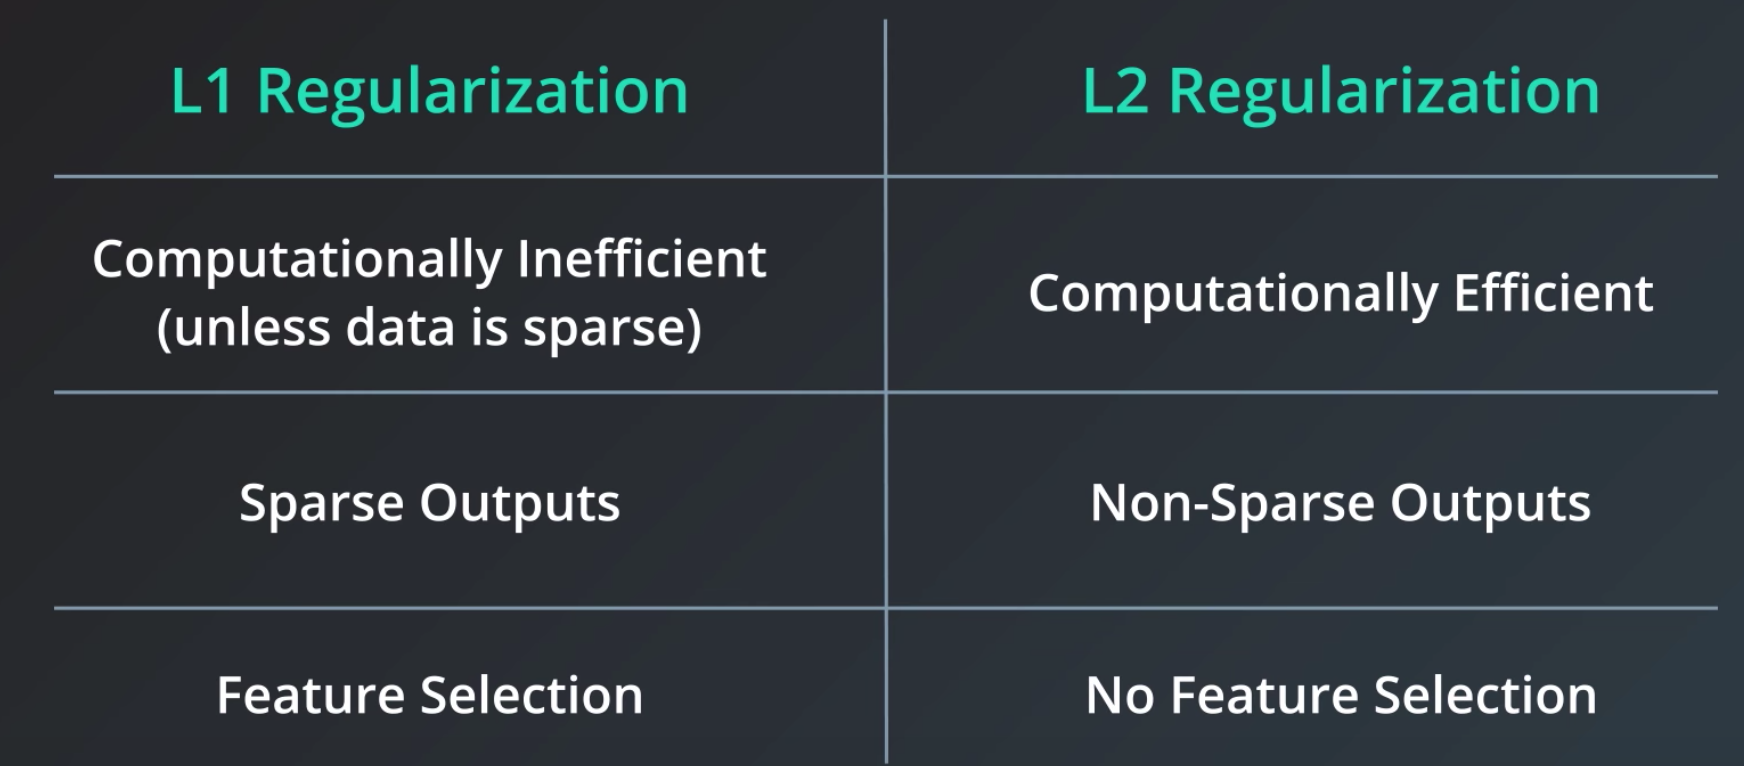 L1 Regularization
L2 Regularization
Computationally Inefficient
(unless data is sparse)
Computationally Efficient
Sparse Outputs
Non-Sparse Outputs
Feature Selection
No Feature Selection